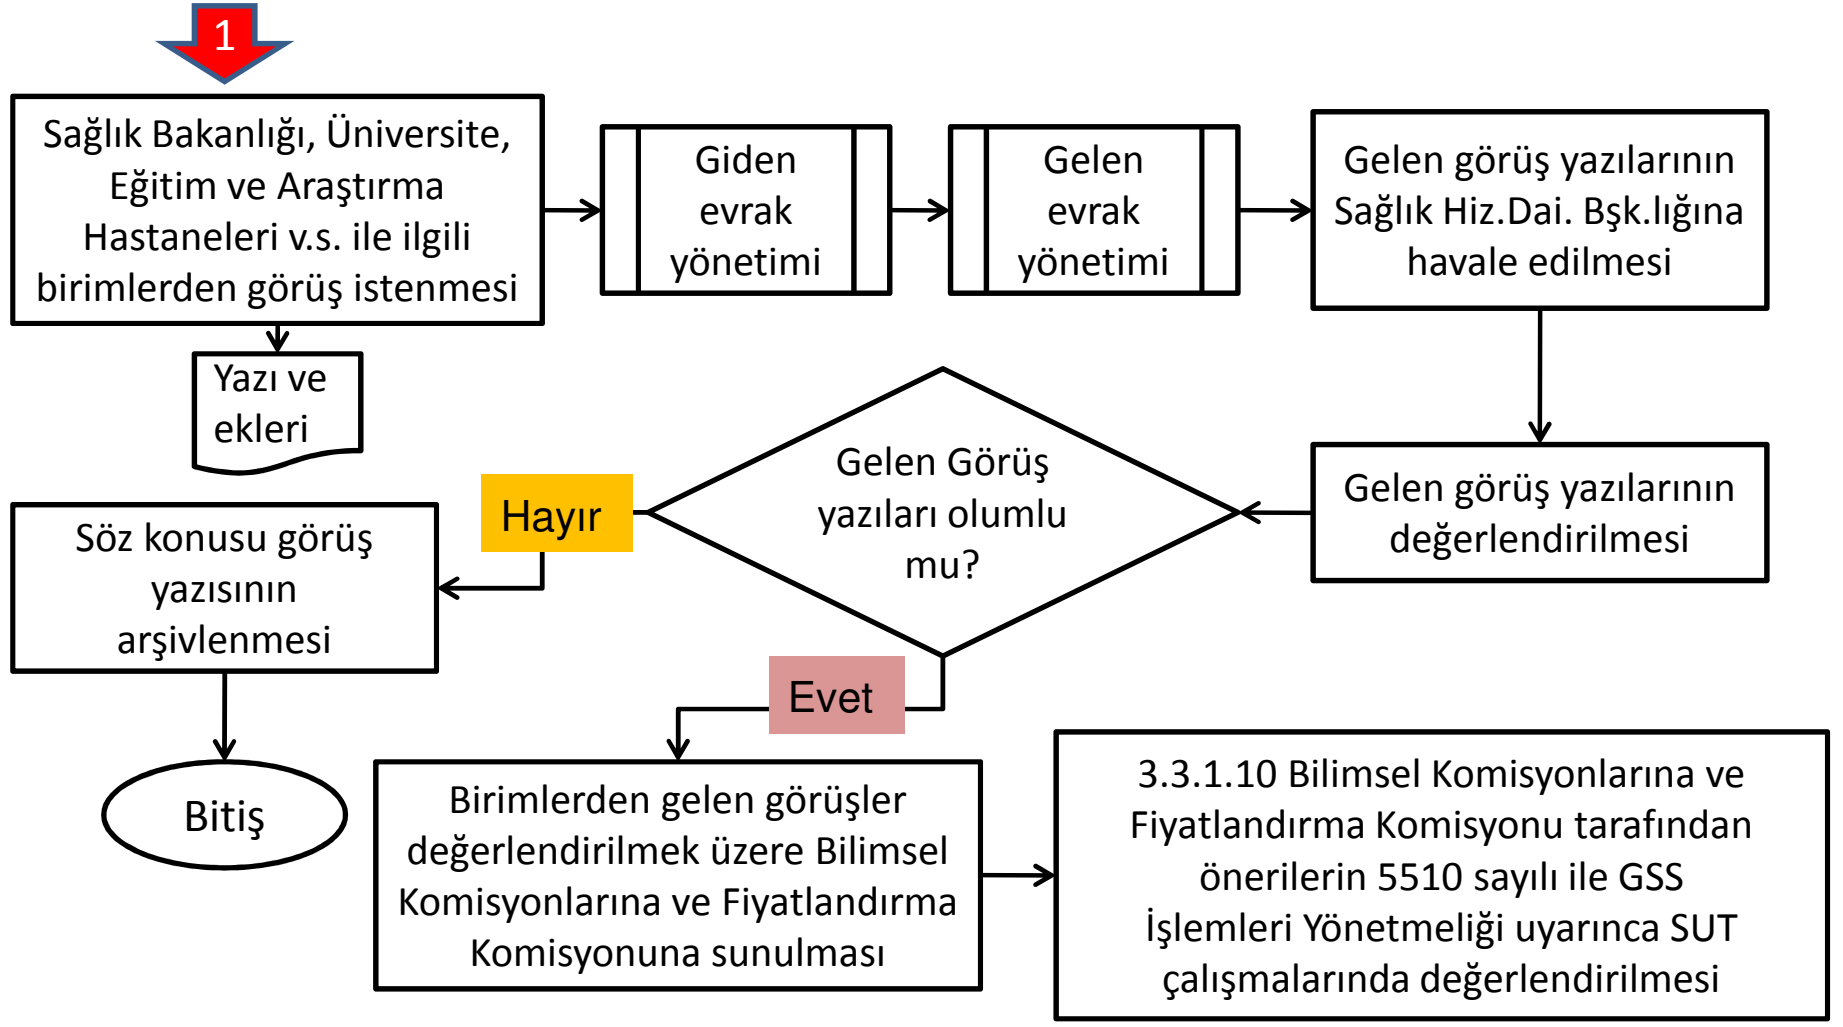 1
Sağlık Bakanlığı, Üniversite,
Eğitim ve Araştırma
Hastaneleri v.s. ile ilgili
birimlerden görüş istenmesi
Giden
evrak
yönetimi
Gelen
evrak
yönetimi
Gelen görüş yazılarının
Sağlık Hiz.Dai. Bşk.lığına
havale edilmesi
Yazı ve
ekleri
Gelen görüş yazılarının
değerlendirilmesi
Gelen Görüş
yazıları olumlu
mu?
Hayır
Söz konusu görüş
yazısının
arşivlenmesi
Bitiş
Evet
Birimlerden gelen görüşler
değerlendirilmek üzere Bilimsel
Komisyonlarına ve Fiyatlandırma
Komisyonuna sunulması
3.3.1.10 Bilimsel Komisyonlarına ve
Fiyatlandırma Komisyonu tarafından
önerilerin 5510 sayılı ile GSS
İşlemleri Yönetmeliği uyarınca SUT
çalışmalarında değerlendirilmesi